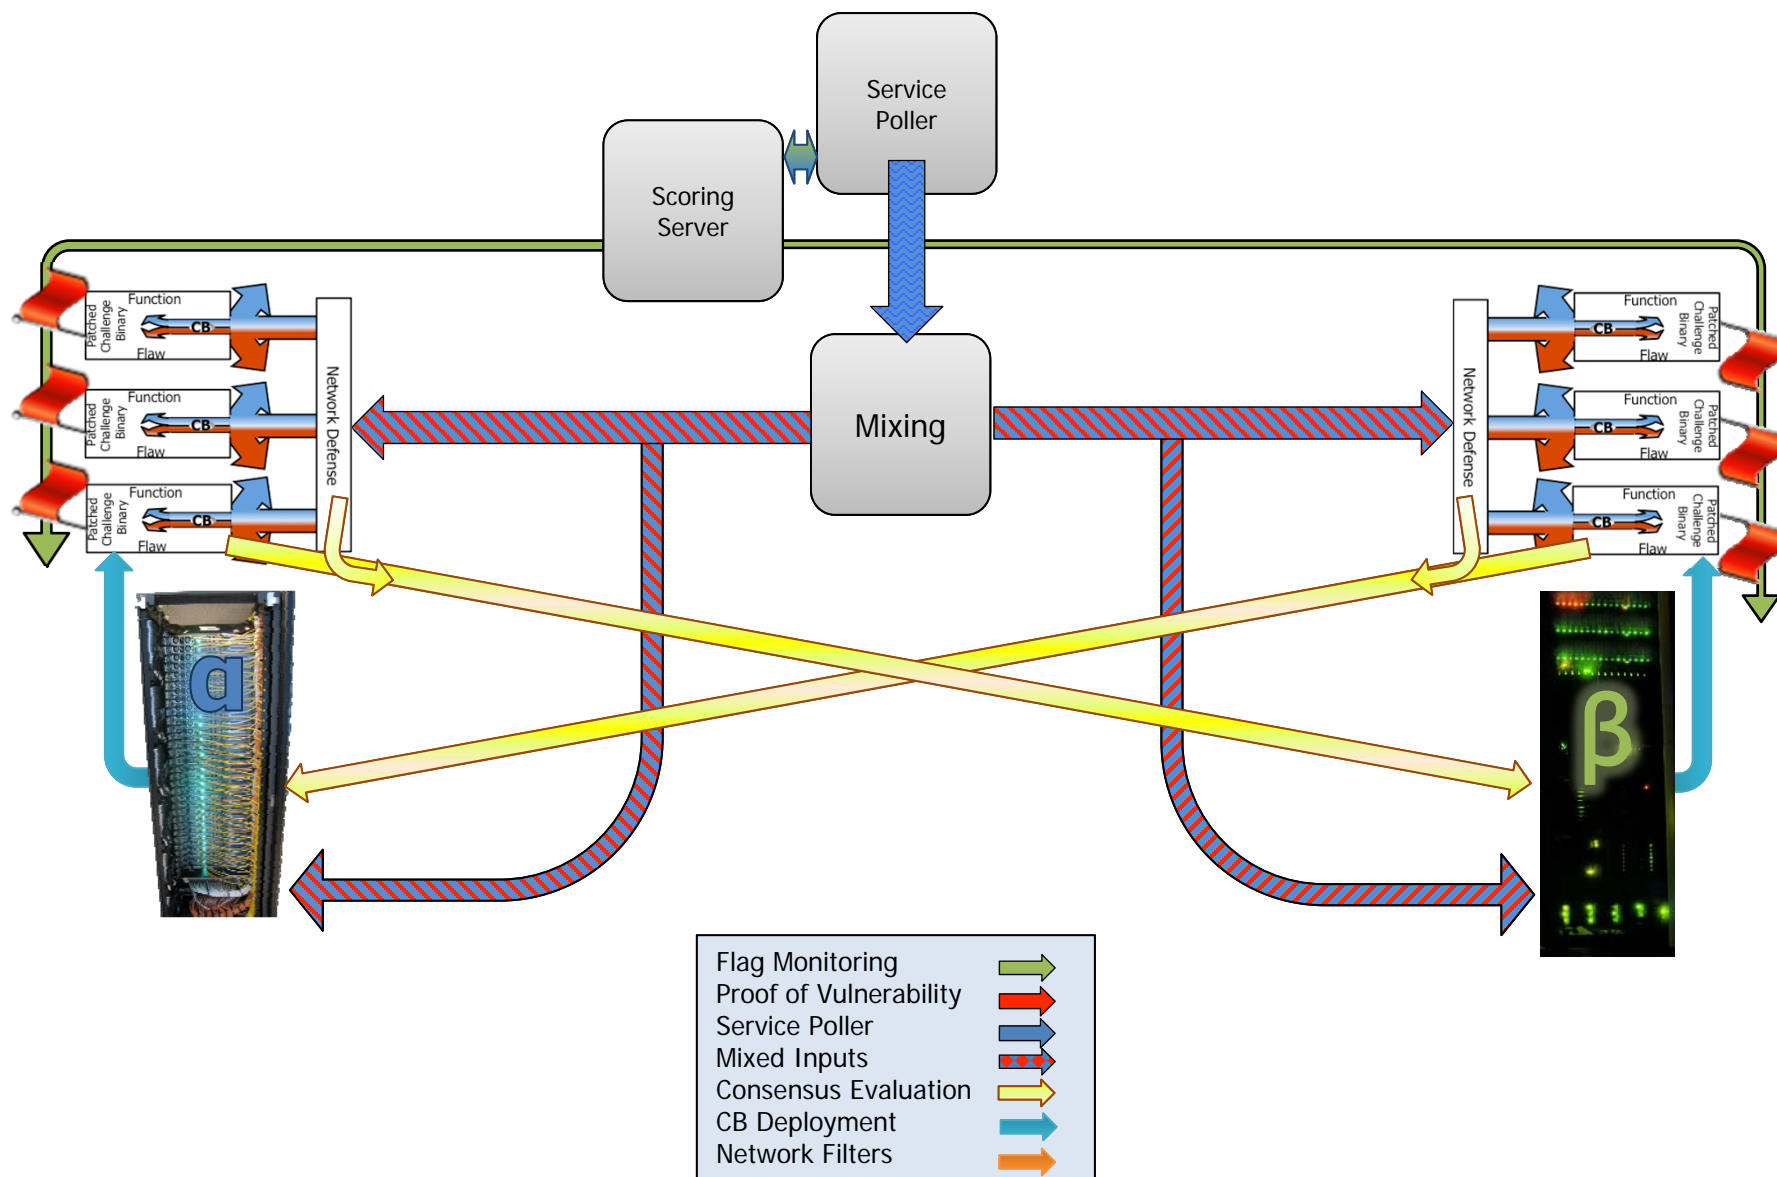 Service
Poller
Scoring
Server
Mixing
Function
CB
Flaw
Patched
Challenge
Binary
Function
CB
Flaw
Patched
Challenge
Binary
Function
CB
Flaw
Patched
Challenge
Binary
Network Defense
Network Defense
Function
CB
Flaw
Patched
Challenge
Binary
Function
CB
Flaw
Patched
Challenge
Binary
Function
CB
Flaw
Patched
Challenge
Binary
α
β
Flag Monitoring
Proof of Vulnerability
Service Poller
Mixed Inputs
Consensus Evaluation
CB Deployment
Network Filters